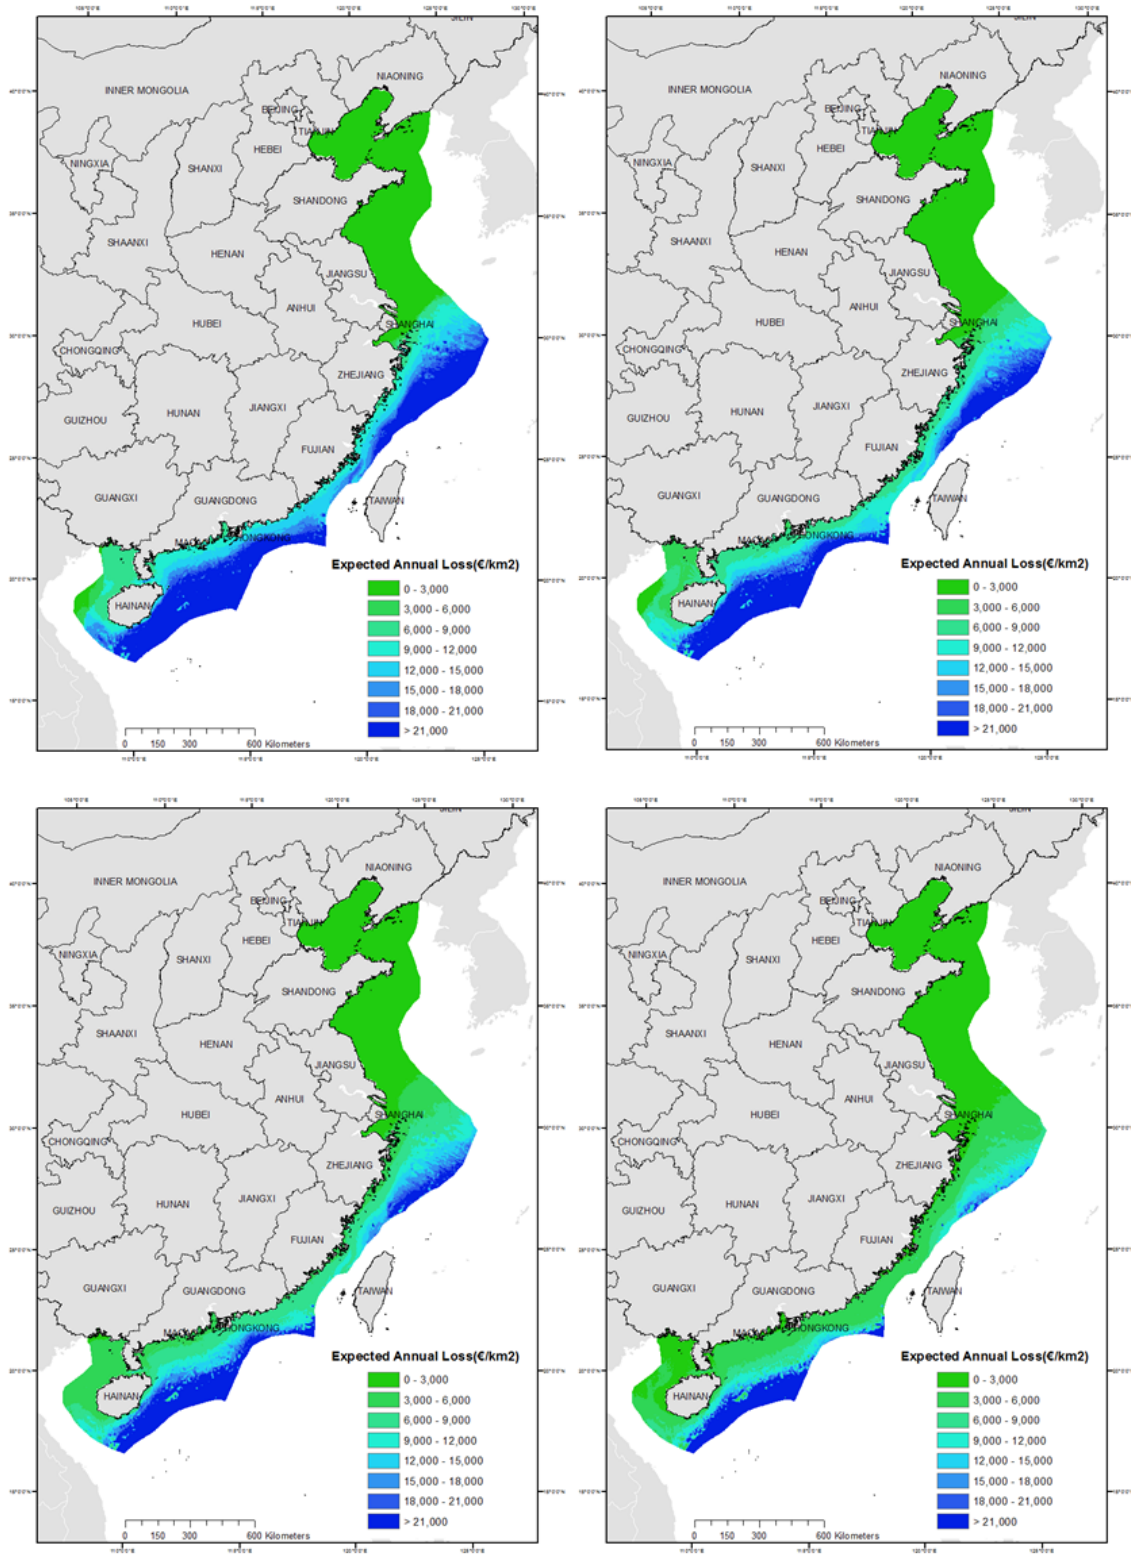 JILIN
NIAONING
INNER MONGOLIA
BEIJING
TIANJIN
HEBEI
NINGXIA
SHANXI
SHANDONG
SHAANXI
HENAN
JIANGSU
ANHUI
HUBEI
SHANGHAI
CHONGQING
ZHEJIANG
HUNAN
JIANGXI
GUIZHOU
FUJIAN
GUANGXI
GUANGDONG
TAIWAN
HONGKONG
HAINAN
Expected Annual Loss(€/km2)
0 - 3,000
3,000 - 6,000
6,000 - 9,000
9,000 - 12,000
12,000 - 15,000
15,000 - 18,000
18,000 - 21,000
> 21,000
0 150 300 600 Kilometers
JILIN
NIAONING
INNER MONGOLIA
BEIJING
TIANJIN
HEBEI
NINGXIA
SHANXI
SHANDONG
SHAANXI
HENAN
JIANGSU
ANHUI
HUBEI
SHANGHAI
CHONGQING
ZHEJIANG
HUNAN
JIANGXI
GUIZHOU
FUJIAN
GUANGXI
GUANGDONG
TAIWAN
HONGKONG
HAINAN
Expected Annual Loss(€/km2)
0 - 3,000
3,000 - 6,000
6,000 - 9,000
9,000 - 12,000
12,000 - 15,000
15,000 - 18,000
18,000 - 21,000
> 21,000
0 150 300 600 Kilometers
NIAONING
INNER MONGOLIA
BEIJING
TIANJIN
HEBEI
NINGXIA
SHANXI
SHANDONG
SHAANXI
HENAN
JIANGSU
ANHUI
HUBEI
SHANGHAI
CHONGQING
ZHEJIANG
HUNAN
JIANGXI
GUIZHOU
FUJIAN
GUANGXI
GUANGDONG
TAIWAN
HONGKONG
HAINAN
Expected Annual Loss(€/km2)
0 - 3,000
3,000 - 6,000
6,000 - 9,000
9,000 - 12,000
12,000 - 15,000
15,000 - 18,000
18,000 - 21,000
> 21,000
0 150 300 600 Kilometers
NIAONING
INNER MONGOLIA
BEIJING
TIANJIN
HEBEI
NINGXIA
SHANXI
SHANDONG
SHAANXI
HENAN
JIANGSU
ANHUI
HUBEI
SHANGHAI
CHONGQING
ZHEJIANG
HUNAN
JIANGXI
GUIZHOU
FUJIAN
GUANGXI
GUANGDONG
TAIWAN
HONGKONG
HAINAN
Expected Annual Loss(€/km2)
0 - 3,000
3,000 - 6,000
6,000 - 9,000
9,000 - 12,000
12,000 - 15,000
15,000 - 18,000
18,000 - 21,000
> 21,000
0 150 300 600 Kilometers